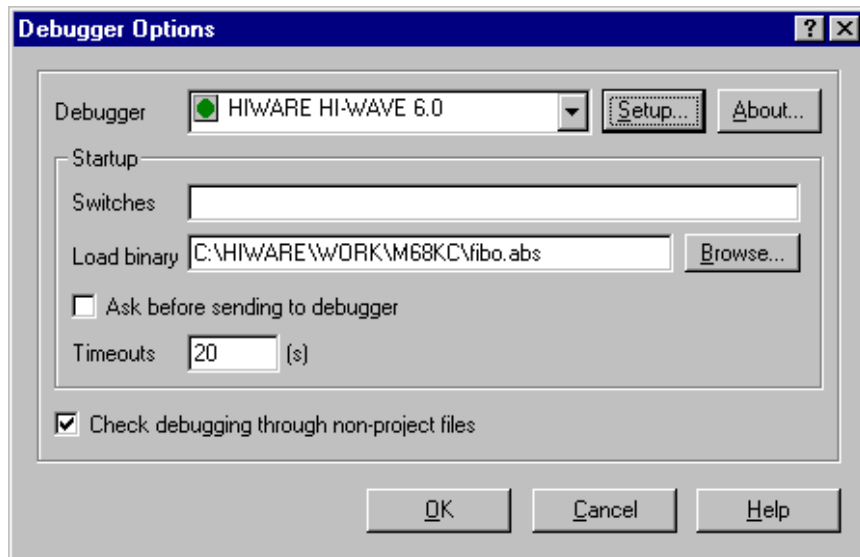 Debugger Options
Debugger HIWARE HI-WAVE 6.0 Setup... About...
Startup
Switches
Load binary C:\HIWARE\WORK\M68KC\fibo.abs Browse...
Ask before sending to debugger
Timeouts 20 (s)
Check debugging through non-project files
OK Cancel Help